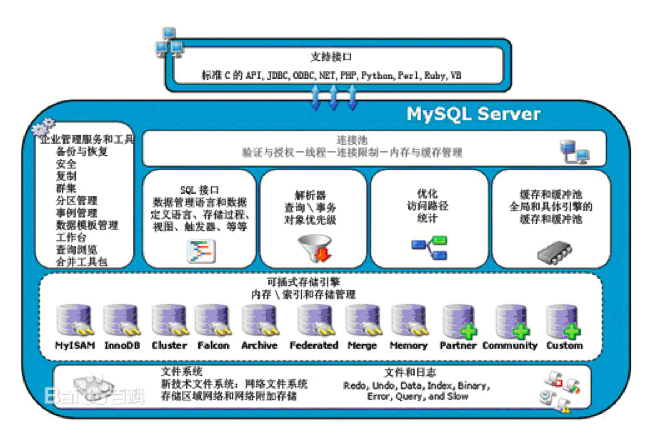 支持接口
标准 C 的 API, JDBC, ODBC, NET, PHP, Python, Perl, Ruby, VB
MySQL Server
企业管理服务和工具
备份与恢复
安全
复制
群集
分区管理
事例管理
数据模板管理
工作台
查询浏览
合并工具包
连接池
验证与授权—线程—连接限制—内存与缓存管理
SQL 接口
数据管理语言和数据
定义语言、存储过程、
视图、触发器、等等
解析器
查询 \ 事务
对象优先级
优化
访问路径
统计
缓存和缓冲池
全局和具体引擎的
缓存和缓冲池
可插式存储引擎
内存 \ 索引和存储管理
MyISAM InnoDB Cluster Falcon Archive Federated Merge Memory Partner Community Custom
文件系统
新技术文件系统：网络文件系统
存储区域网络和网络附加存储
文件和日志
Redo, Undo, Data, Index, Binary,
Error, Query, and Slow
Bai 百科